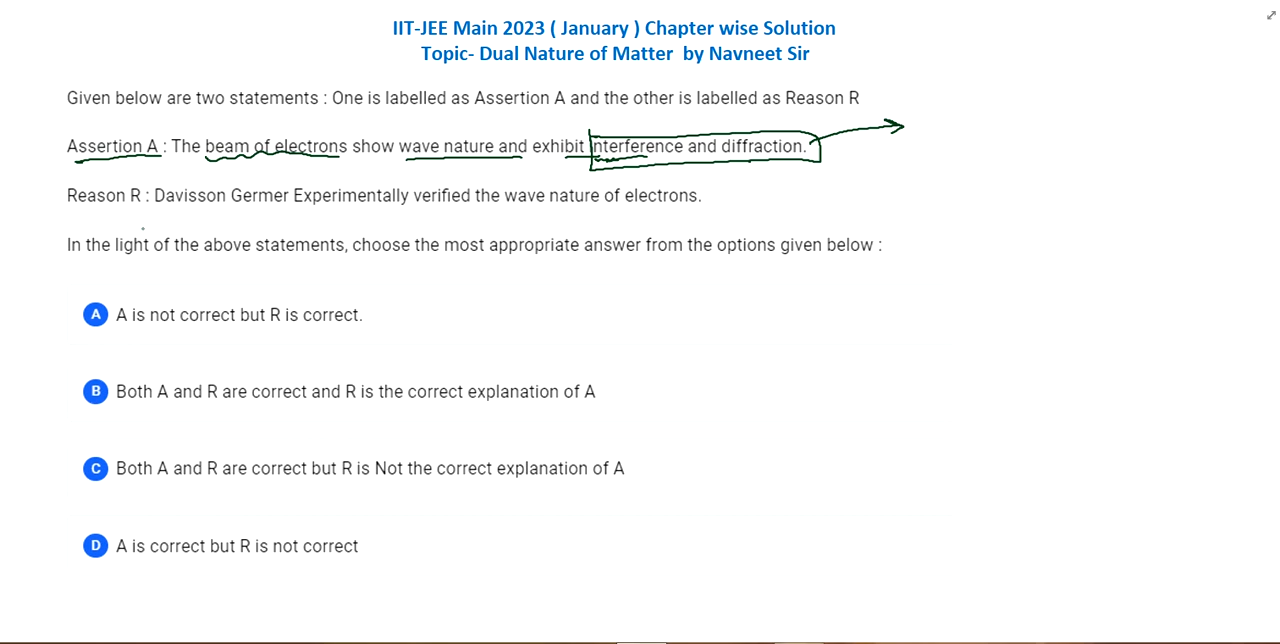 IIT-JEE Main 2023 ( January ) Chapter wise Solution
Topic- Dual Nature of Matter by Navneet Sir
Given below are two statements : One is labelled as Assertion A and the other is labelled as Reason R
Assertion A : The beam of electrons show wave nature and exhibit interference and diffraction.
Reason R : Davisson Germer Experimentally verified the wave nature of electrons.
In the light of the above statements, choose the most appropriate answer from the options given below :
A A is not correct but R is correct.
B Both A and R are correct and R is the correct explanation of A
C Both A and R are correct but R is Not the correct explanation of A
D A is correct but R is not correct